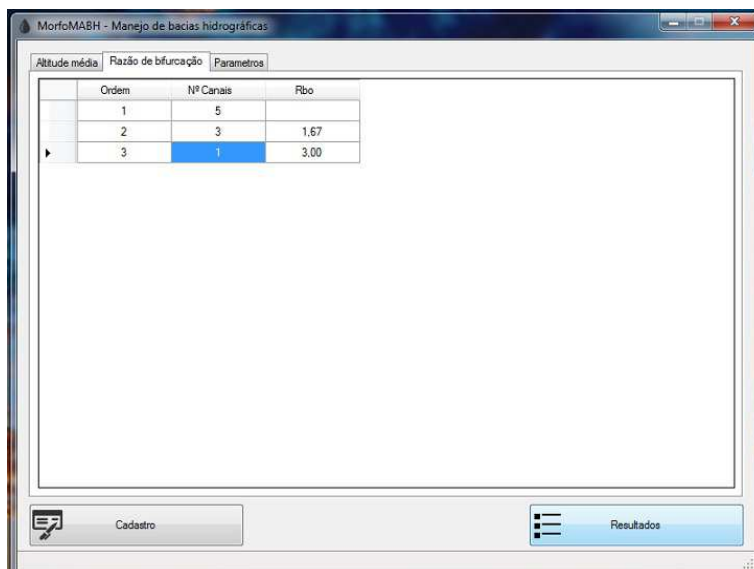 MorfoMABH - Manejo de bacias hidrográficas
Altitude média Razão de bifurcação Parametros
Ordem Nº Canais Rbo
1 5
2 3 1,67
3 1 3,00
Cadastro Resultados